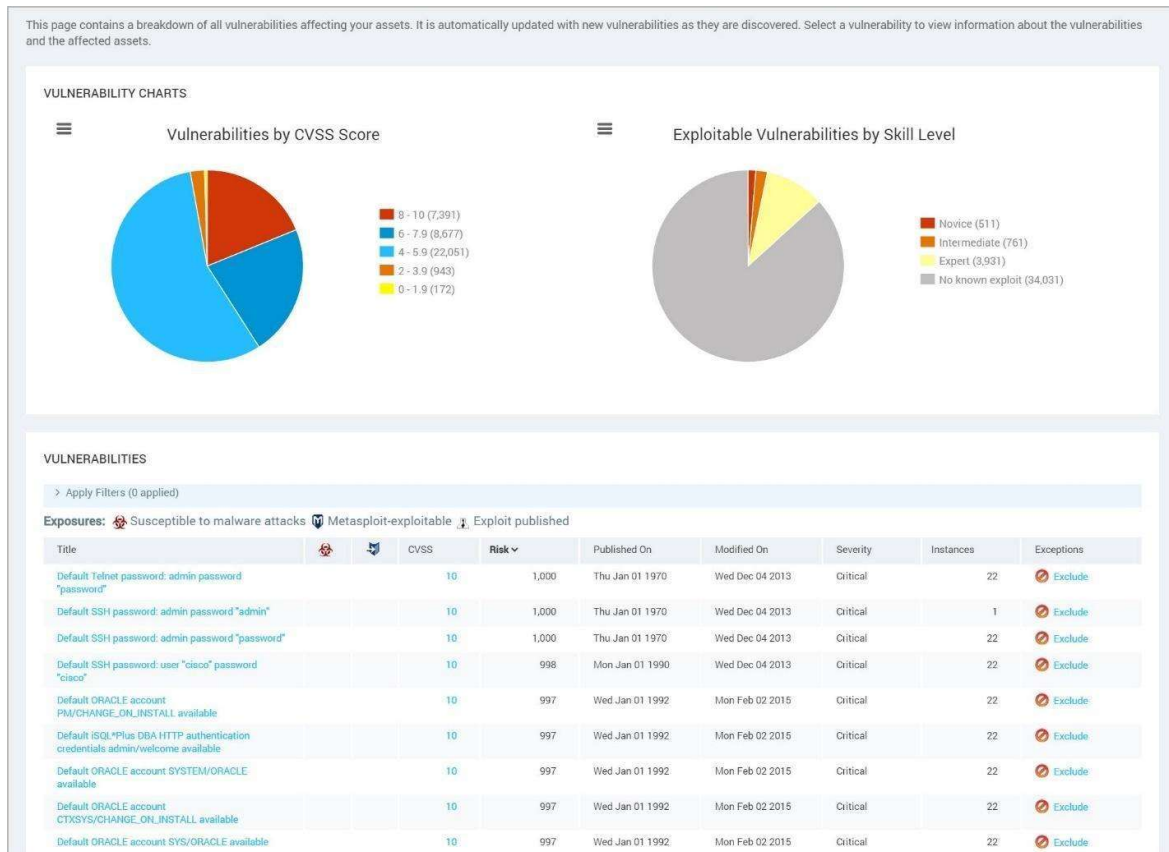 This page contains a breakdown of all vulnerabilities affecting your assets. It is automatically updated with new vulnerabilities as they are discovered. Select a vulnerability to view information about the vulnerabilities
and the affected assets.
VULNERABILITY CHARTS
Vulnerabilities by CVSS Score
8 - 10 (7,391)
6 - 7.9 (8,677)
4 - 5.9 (22,051)
2 - 3.9 (943)
0 - 1.9 (172)
Exploitable Vulnerabilities by Skill Level
Novice (511)
Intermediate (761)
Expert (3,931)
No known exploit (34,031)
VULNERABILITIES
> Apply Filters (0 applied)
Exposures: Susceptible to malware attacks Metasploit-exploitable Exploit published
Title CVSS Risk Published On Modified On Severity Instances Exceptions
Default Telnet password: admin password
"password" 10 1,000 Thu Jan 01 1970 Wed Dec 04 2013 Critical 22 Exclude
Default SSH password: admin password "admin" 10 1,000 Thu Jan 01 1970 Wed Dec 04 2013 Critical 1 Exclude
Default SSH password: admin password "password" 10 1,000 Thu Jan 01 1970 Wed Dec 04 2013 Critical 22 Exclude
Default SSH password: user "cisco" password
"cisco" 10 998 Mon Jan 01 1990 Wed Dec 04 2013 Critical 22 Exclude
Default ORACLE account
PM/CHANGE_ON_INSTALL available 10 997 Wed Jan 01 1992 Mon Feb 02 2015 Critical 22 Exclude
Default iSQL*Plus DBA HTTP authentication
credentials admin/welcome available 10 997 Wed Jan 01 1992 Mon Feb 02 2015 Critical 22 Exclude
Default ORACLE account SYSTEM/ORACLE
available 10 997 Wed Jan 01 1992 Mon Feb 02 2015 Critical 22 Exclude
Default ORACLE account
CTXSYS/CHANGE_ON_INSTALL available 10 997 Wed Jan 01 1992 Mon Feb 02 2015 Critical 22 Exclude
Default ORACLE account SYS/ORACLE available 10 997 Wed Jan 01 1992 Mon Feb 02 2015 Critical 22 Exclude